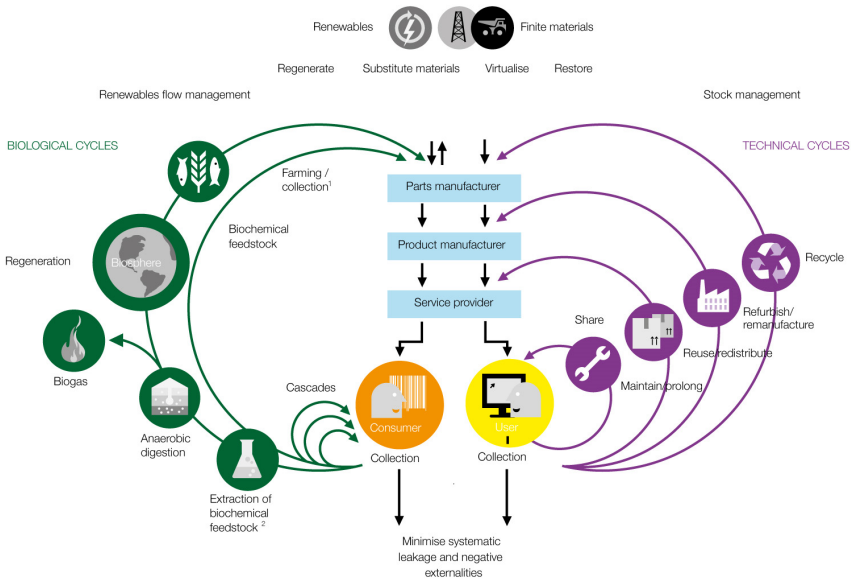 Renewables
Finite materials
Regenerate Substitute materials Virtualise Restore
Renewables flow management
Stock management
BIOLOGICAL CYCLES
TECHNICAL CYCLES
Farming /
collection1
Parts manufacturer
Biochemical
feedstock
Product manufacturer
Regeneration
Biosphere
Recycle
Service provider
Share
Refurbish/
remanufacture
Reuse/redistribute
Biogas
Maintain/prolong
Cascades
Anaerobic
digestion
Consumer
User
Collection
Collection
Extraction of
biochemical
feedstock 2
Minimise systematic
leakage and negative
externalities